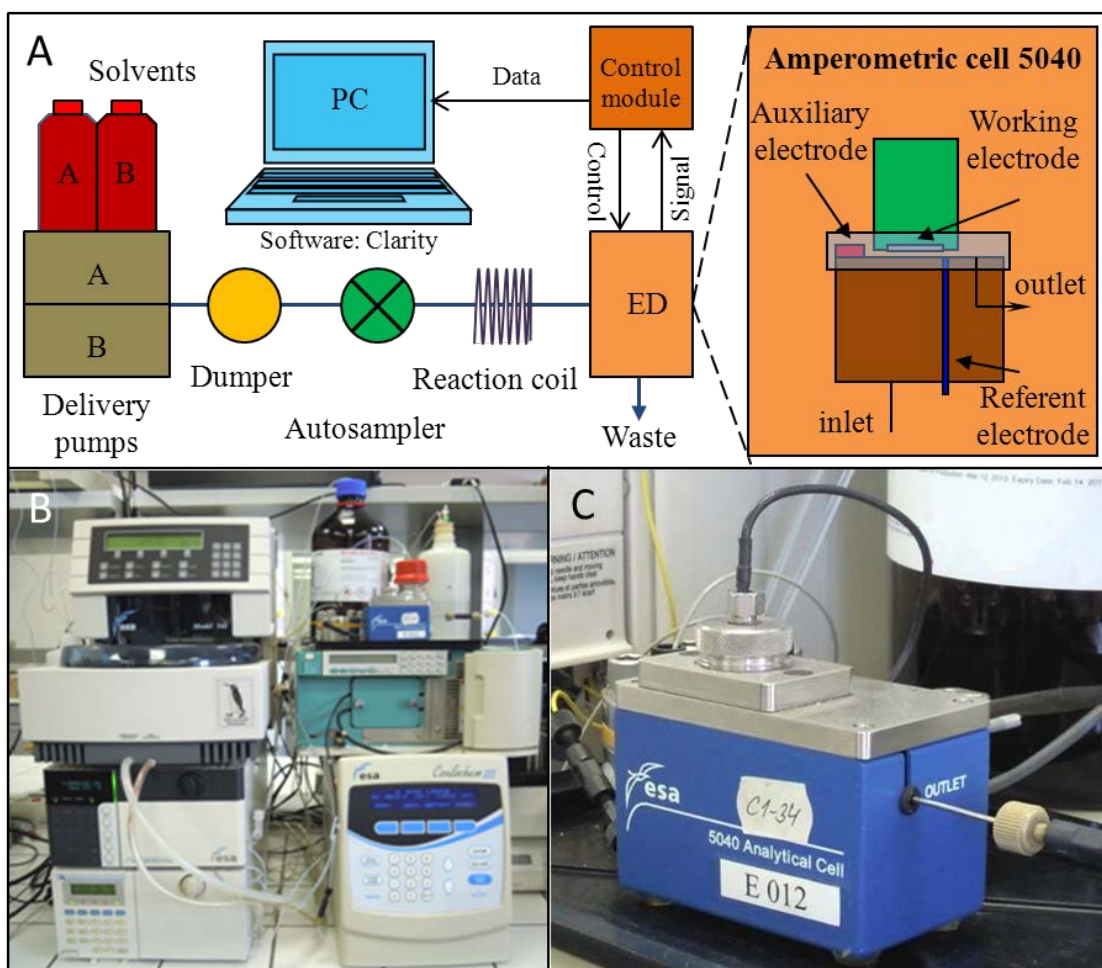 A
Solvents
A B
A
B
Delivery
pumps
Dumper
Autosampler
Reaction coil
PC
Software: Clarity
Data
Control
module
Control
Signal
ED
Waste
Amperometric cell 5040
Auxiliary
electrode
Working
electrode
outlet
inlet
Referent
electrode
B
esa
esa
esa
Coulochem III
C
WARNING / ATTENTION
esa
C1-34
OUTLET
5040 Analytical Cell
E 012